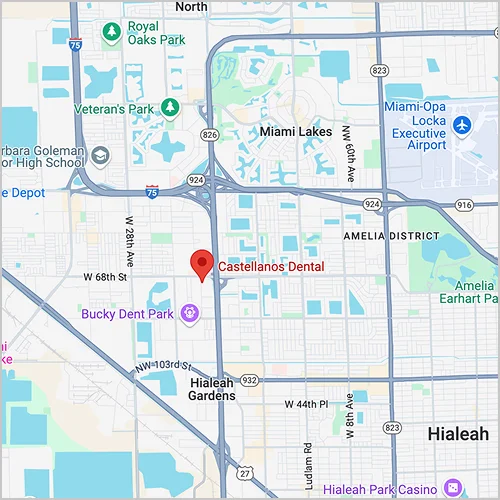 North
Royal
Oaks Park
75
823
Veteran's Park
Miami-Opa
Locka
Executive
Airport
826
Miami Lakes
NW 60th Ave
rbara Goleman
or High School
924
e Depot
75
924
916
W 28th Ave
AMELIA DISTRICT
Castellanos Dental
W 68th St
Amelia
Earhart Pa
Bucky Dent Park
ni
ke
NW 103rd St
932
Hialeah
Gardens
W 44th Pl
W 8th Ave
823
Hialeah
Ludlam Rd
27
Hialeah Park Casino